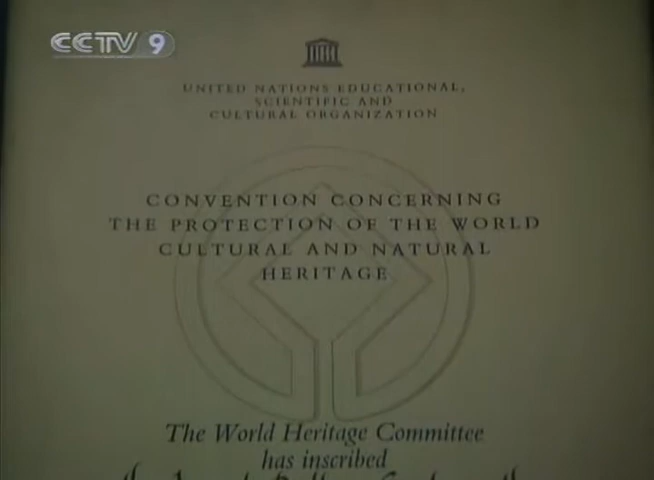 CCTV 9
UNITED NATIONS EDUCATIONAL,
SCIENTIFIC AND
CULTURAL ORGANIZATION
CONVENTION CONCERNING
THE PROTECTION OF THE WORLD
CULTURAL AND NATURAL
HERITAGE
The World Heritage Committee
has inscribed